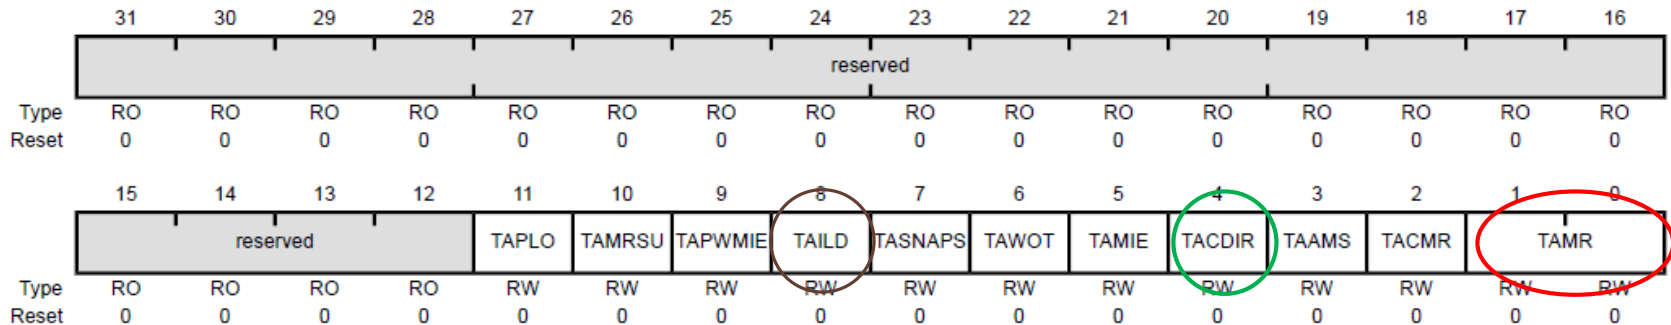 31 30 29 28 27 26 25 24 23 22 21 20 19 18 17 16
reserved
Type RO RO RO RO RO RO RO RO RO RO RO RO RO RO RO RO
Reset 0 0 0 0 0 0 0 0 0 0 0 0 0 0 0 0
15 14 13 12 11 10 9 8 7 6 5 4 3 2 1 0
reserved TAPLO TAMRSU TAPWMIE TAILD TASNAPS TAWOT TAMIE TACDIR TAAMS TACMR TAMR
Type RO RO RO RO RW RW RW RW RW RW RW RW RW RW RW RW
Reset 0 0 0 0 0 0 0 0 0 0 0 0 0 0 0 0